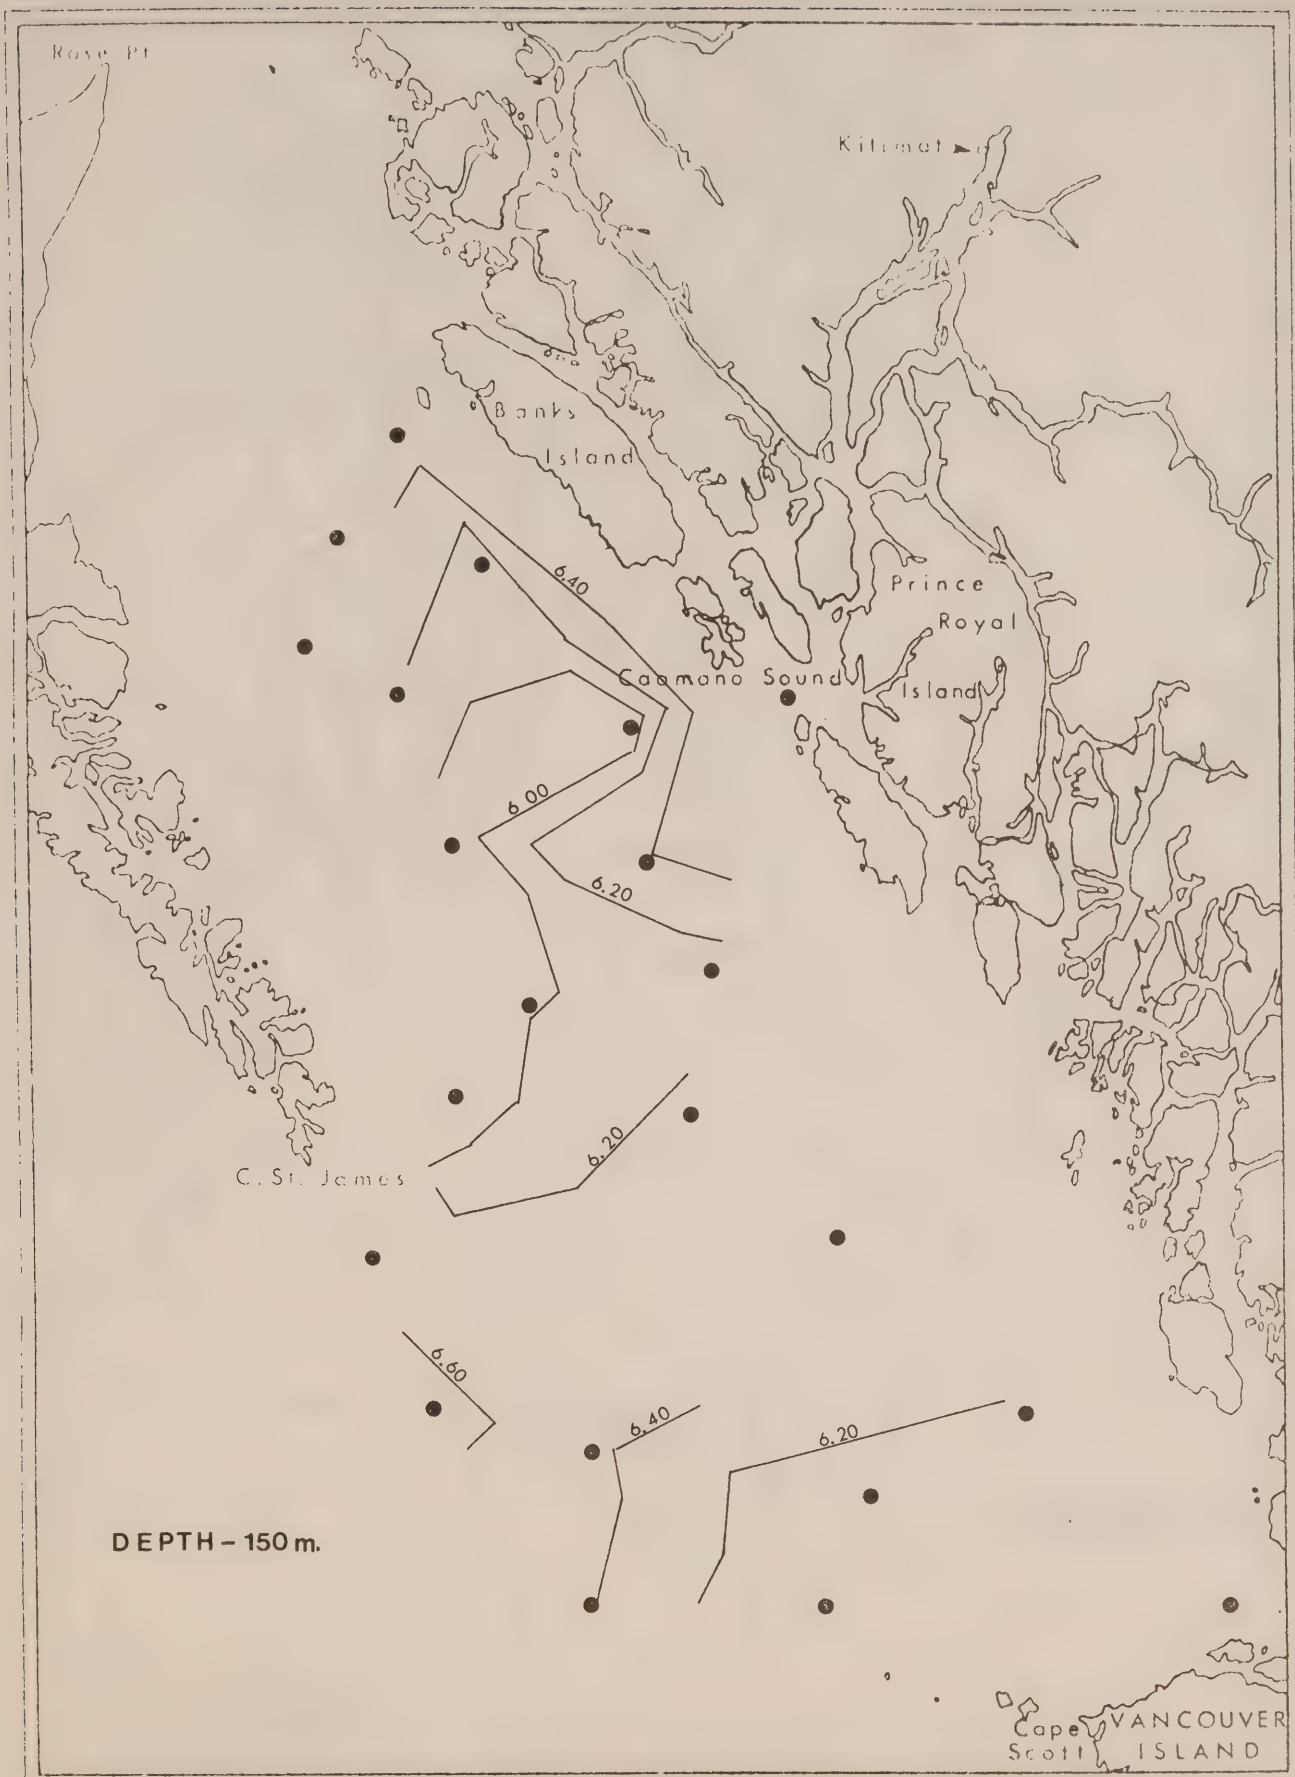 Rose Pt
Kitimat
Banks
Island
6.40
Prince
Royal
Island
Caamano Sound
6.00
6.20
6.20
C. St. James
6.60
6.40
6.20
DEPTH – 150 m.
Cape
Scott
VANCOUVER
ISLAND